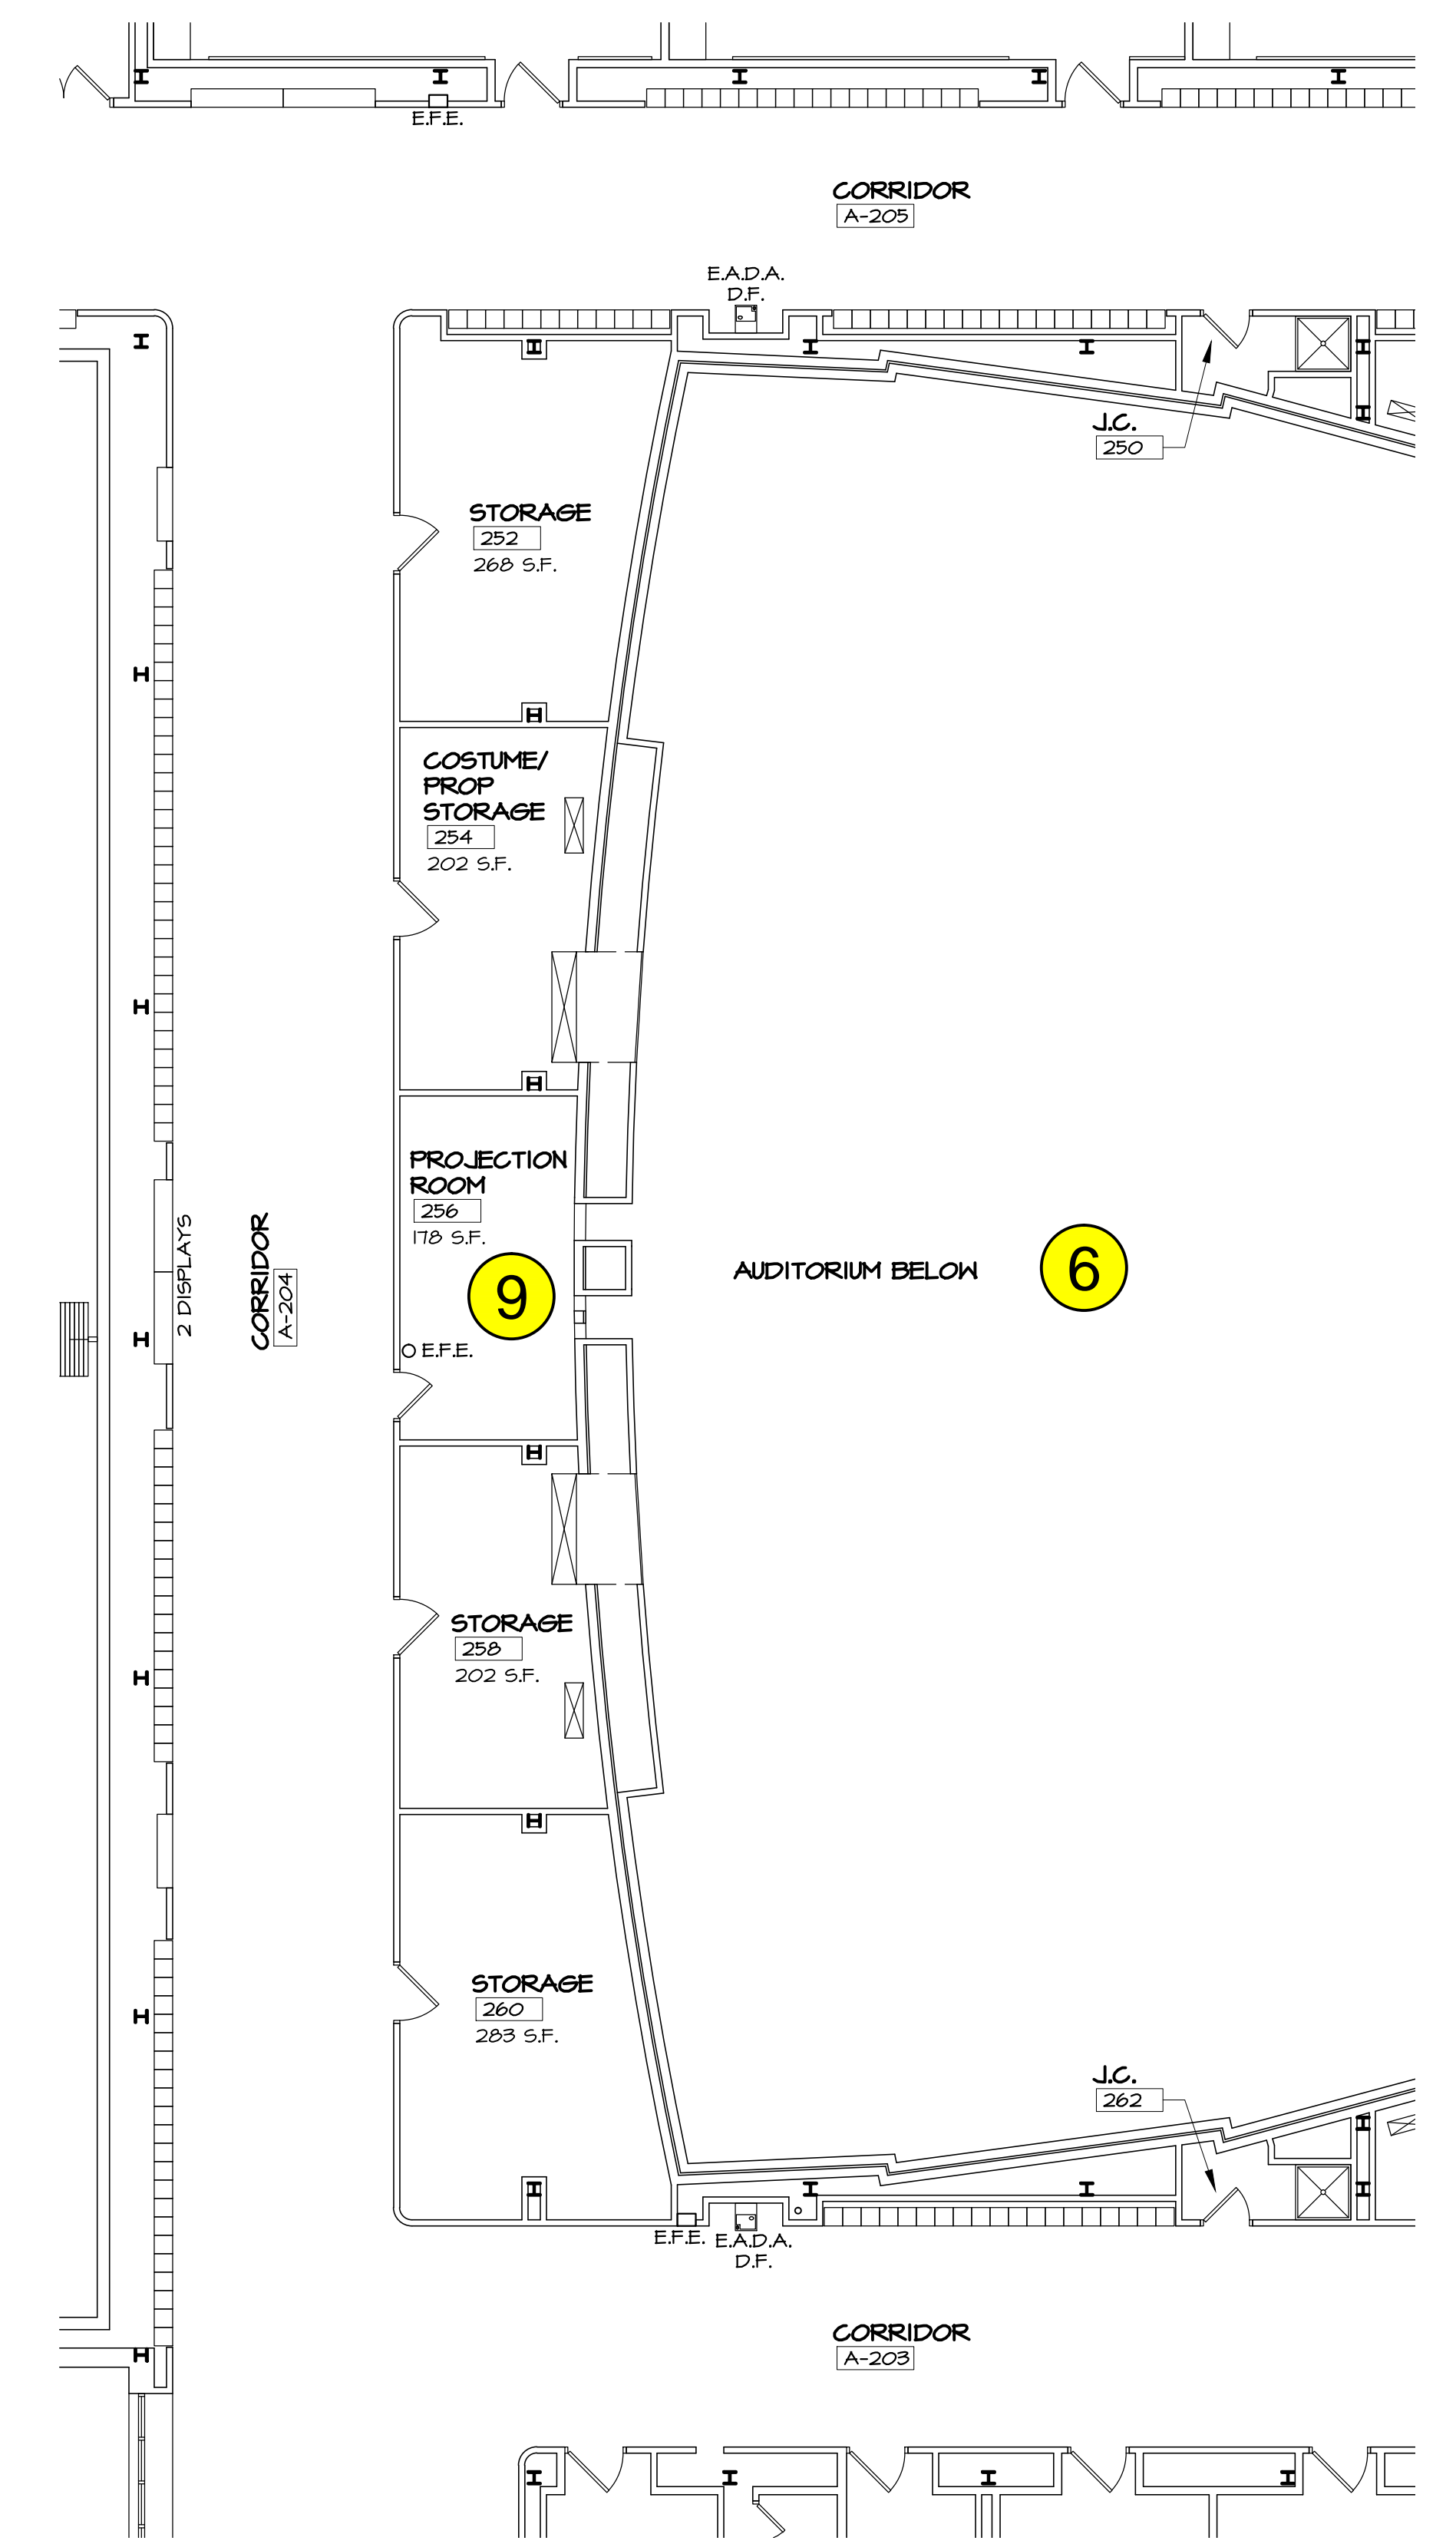 E.F.E.
CORRIDOR
A-205
E.A.D.A.
D.F.
J.C.
250
STORAGE
252
268 S.F.
COSTUME/
PROP
STORAGE
254
202 S.F.
PROJECTION
ROOM
256
178 S.F.
9
E.F.E.
2 DISPLAYS
CORRIDOR
A-204
AUDITORIUM BELOW
6
STORAGE
258
202 S.F.
STORAGE
260
283 S.F.
J.C.
262
E.F.E.
E.A.D.A.
D.F.
CORRIDOR
A-203